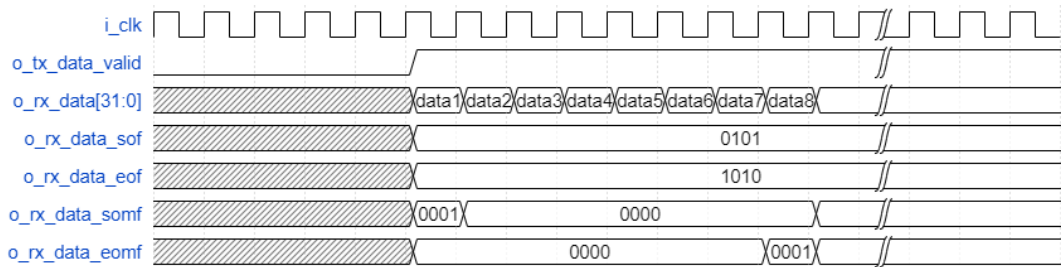 i_clk
o_tx_data_valid
o_rx_data[31:0] data1 data2 data3 data4 data5 data6 data7 data8
o_rx_data_sof 0101
o_rx_data_eof 1010
o_rx_data_somf 0001 0000
o_rx_data_eomf 0000 0001